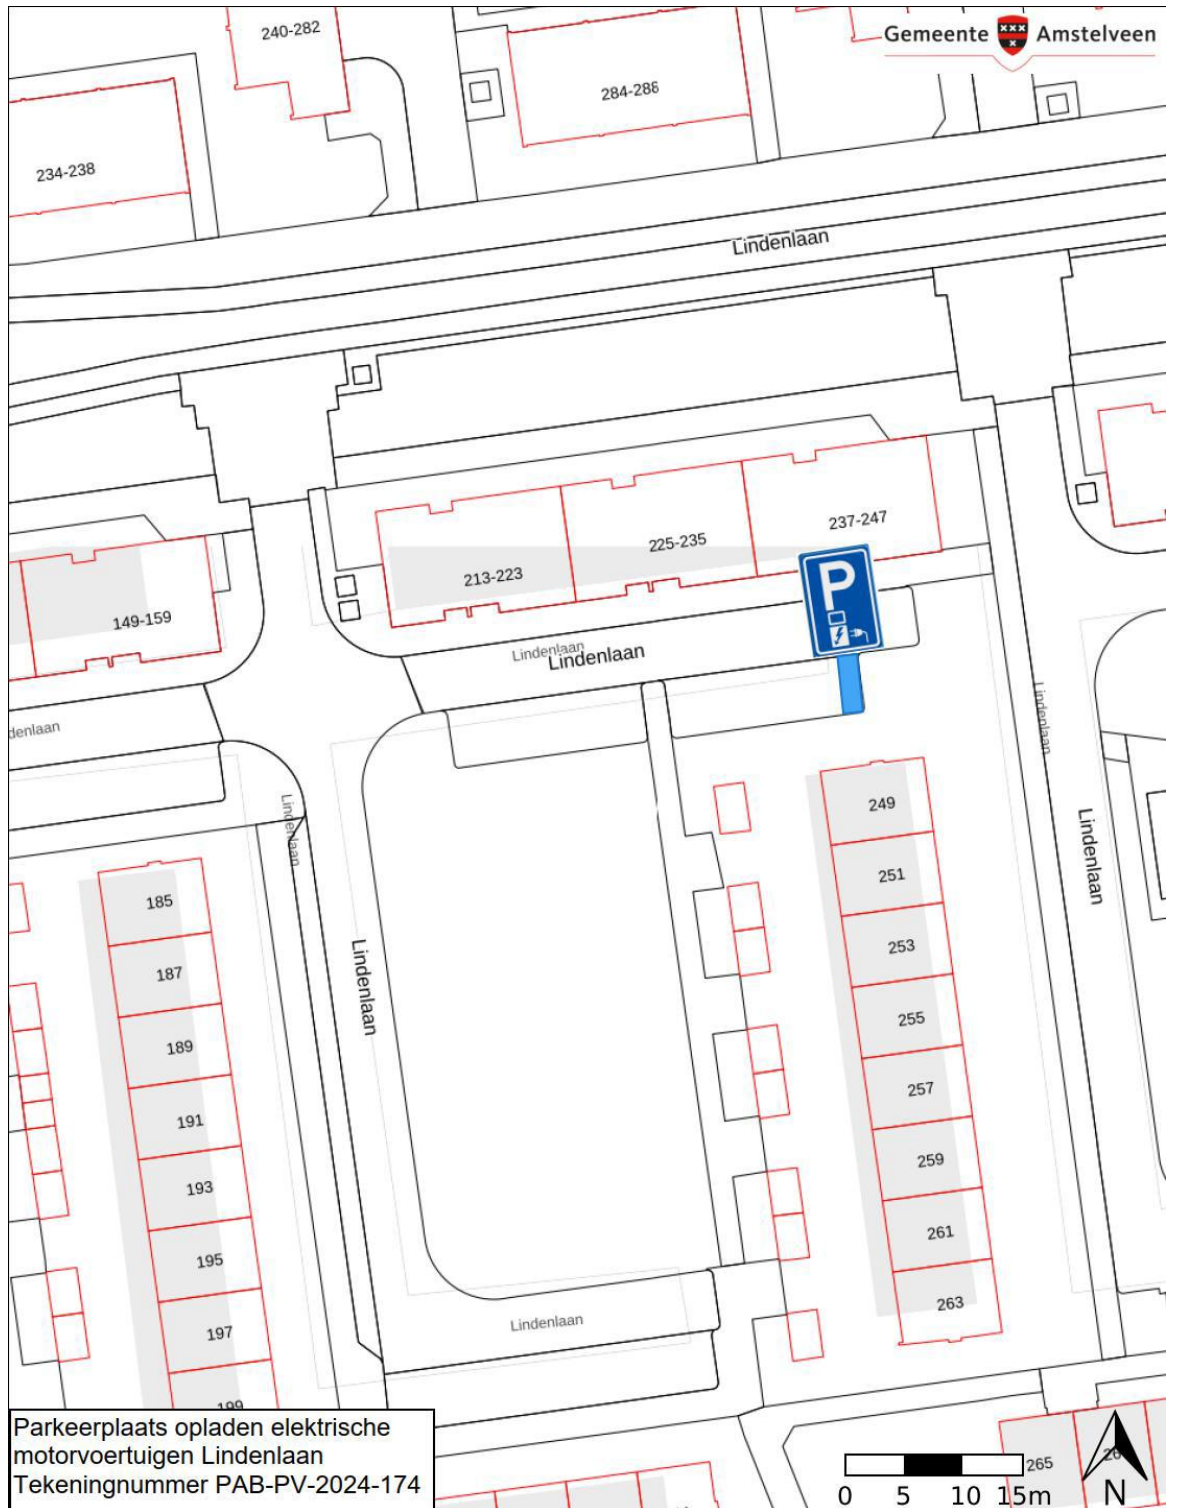 240-282
Gemeente Amstelveen
284-286
234-238
Lindenlaan
237-247
225-235
213-223
P
149-159
Lindenlaan
Lindenlaan
Lindenlaan
Lindenlaan
249
Lindenlaan
Lindenlaan
251
185
253
187
Lindenlaan
255
189
257
191
259
193
261
195
263
Lindenlaan
197
199
Parkeerplaats opladen elektrische
motorvoertuigen Lindenlaan
Tekeningnummer PAB-PV-2024-174
265
0 5 10 15m
N